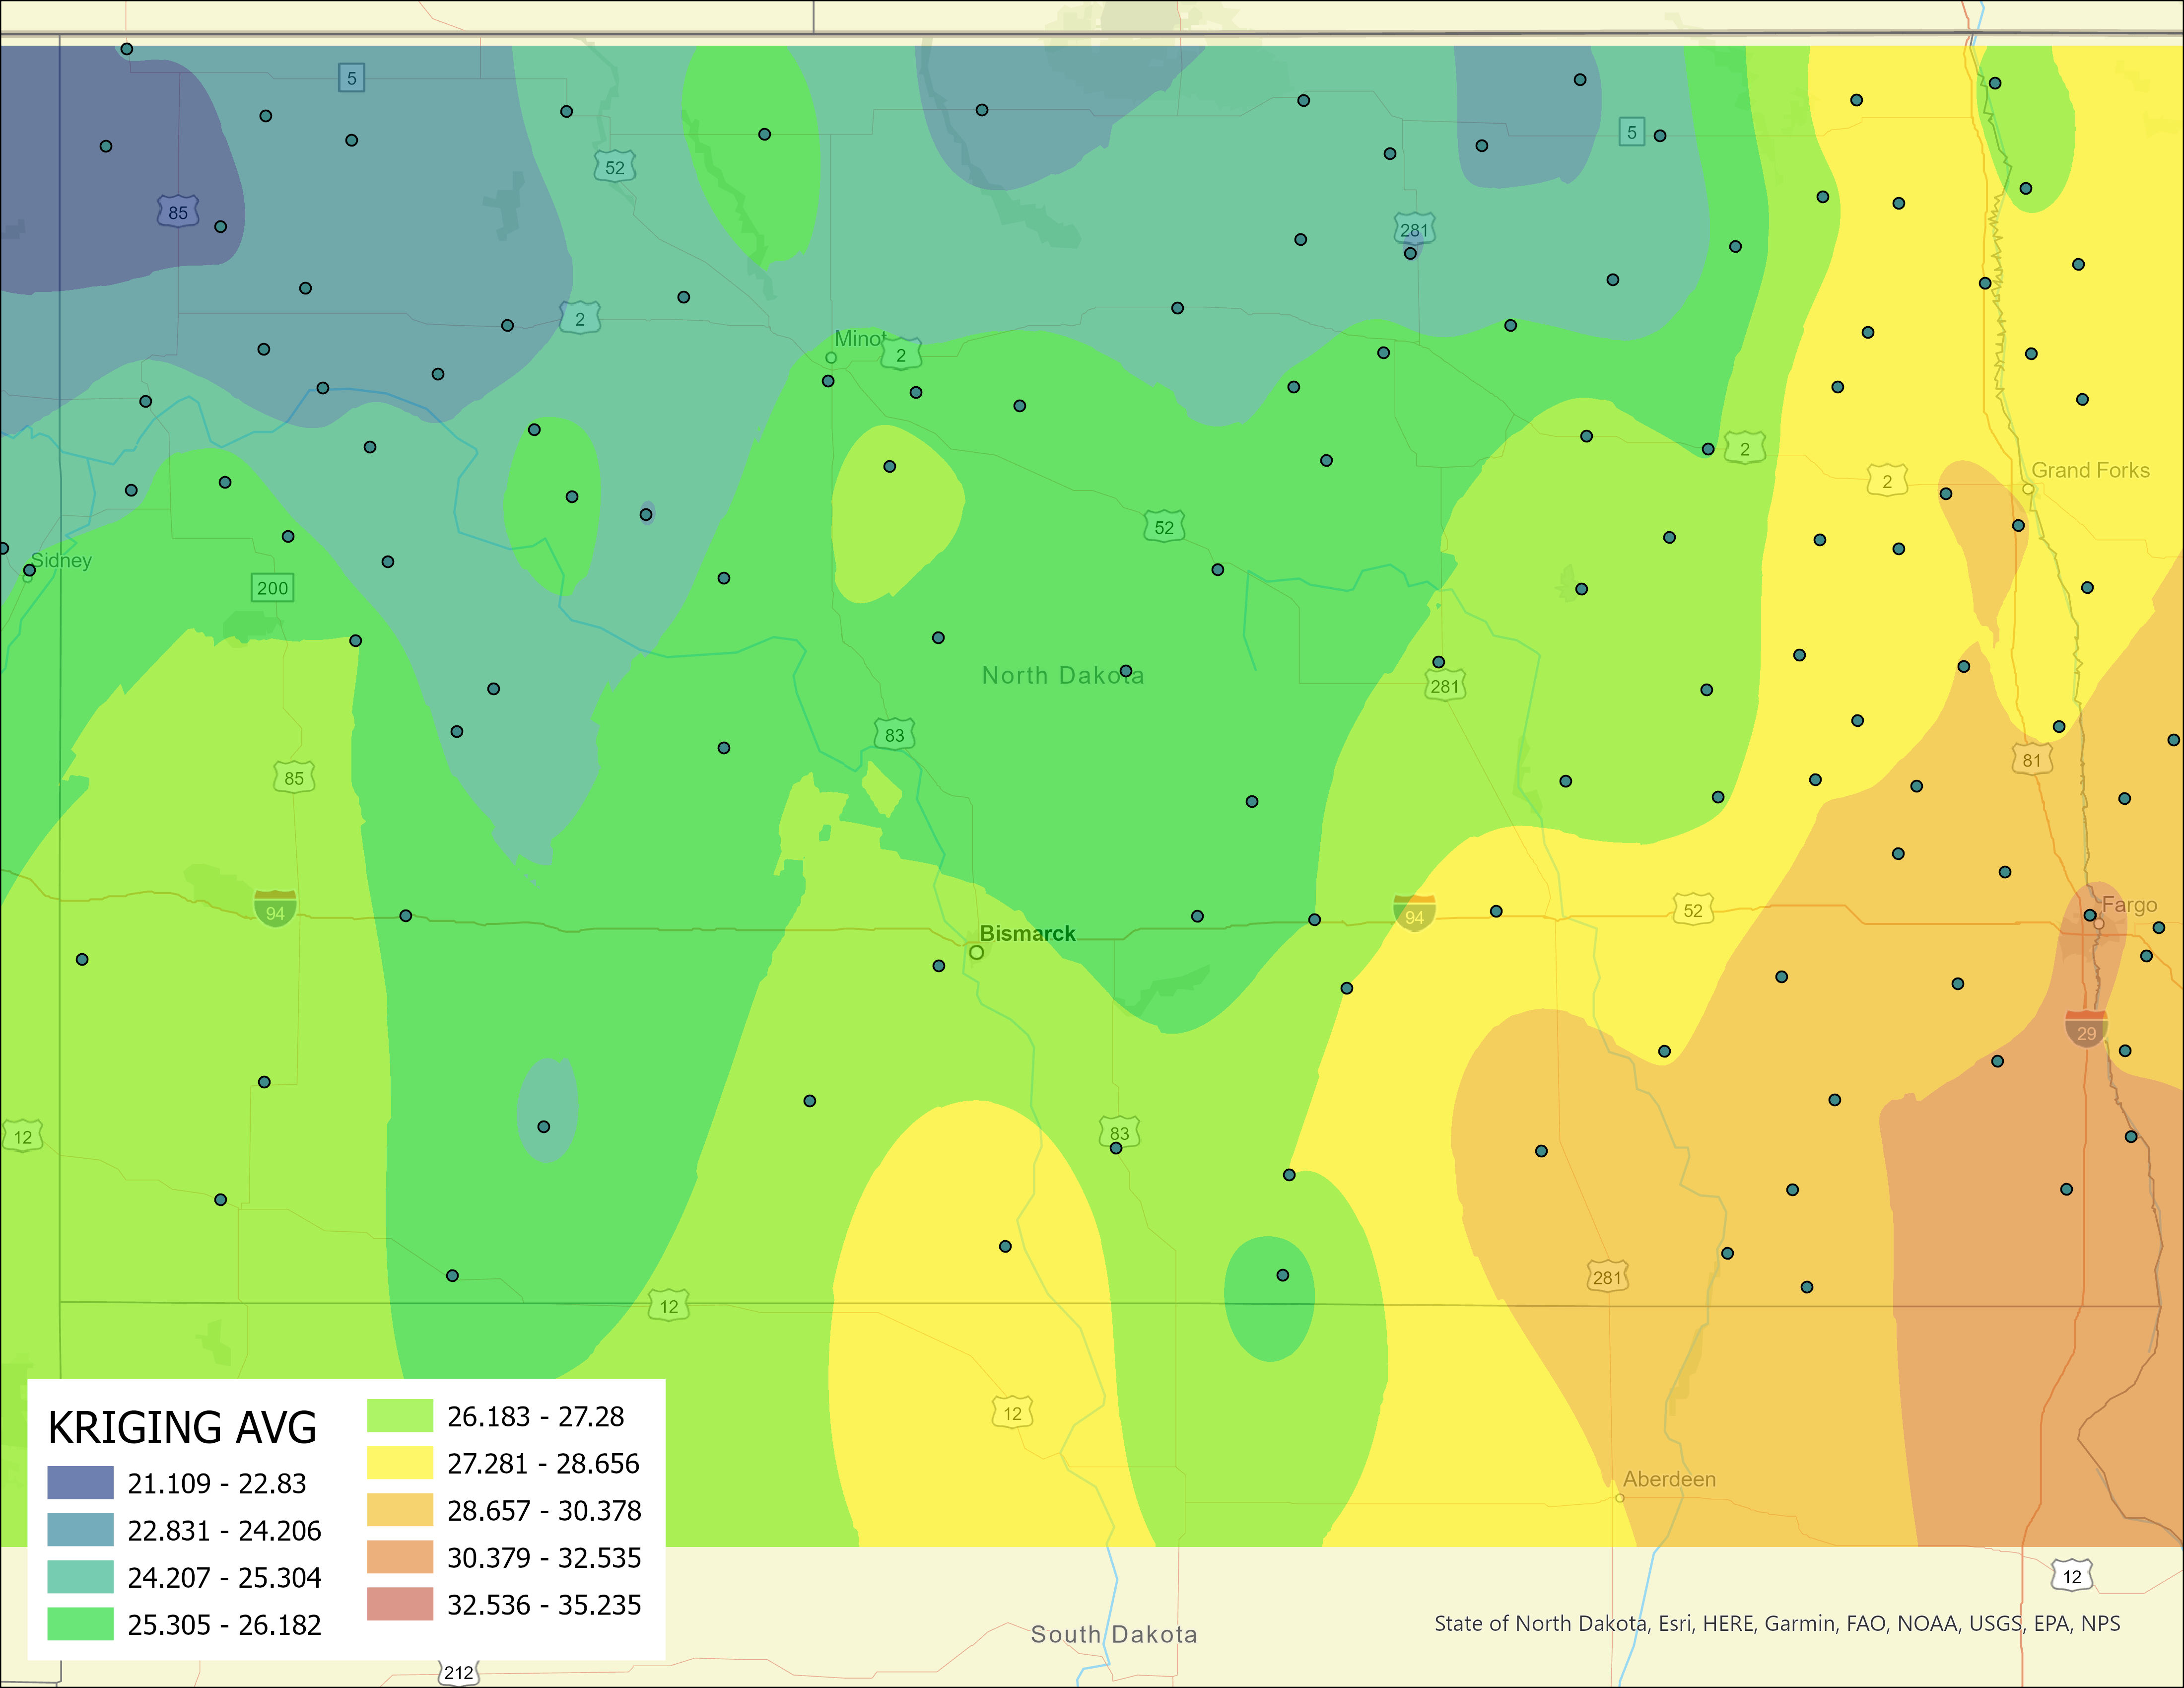 5
52
85
5
281
2
Minot
2
2
Grand Forks
2
52
Sidney
200
North Dakota
281
83
81
85
94
94
52
Fargo
Bismarck
29
12
83
281
12
12
Aberdeen
KRIGING AVG
21.109 - 22.83
22.831 - 24.206
24.207 - 25.304
25.305 - 26.182
26.183 - 27.28
27.281 - 28.656
28.657 - 30.378
30.379 - 32.535
32.536 - 35.235
12
State of North Dakota, Esri, HERE, Garmin, FAO, NOAA, USGS, EPA, NPS
South Dakota
212